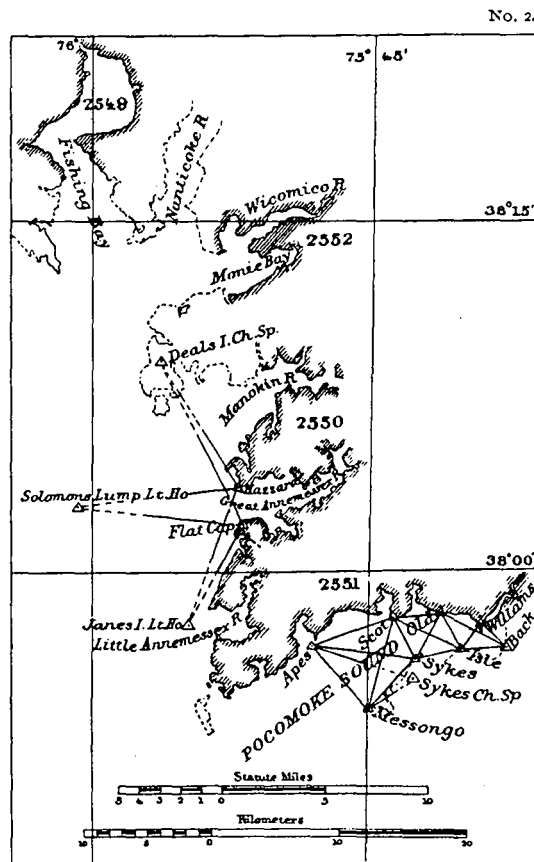 No. 2.
76°
75° 45'
2549
Fishing Bay
Nanticoke R
Wicomico R
38° 15'
2552
Monie Bay
Deals I. Ch. Sp.
Manokin R
2550
Hazzard
Great Annemessex R
Solomons Lump Lt. Ho
Flat Cap
38° 00'
2551
Janes I. Lt. Ho
Little Annemessex R
Apes
Scot
Old
Williams
Back
Isle
Sykes
Sykes Ch. Sp
POCOMOKE SOUND
Messongo
Statute Miles
5 4 3 2 1 0 5 10
Kilometers
10 5 0 10 20